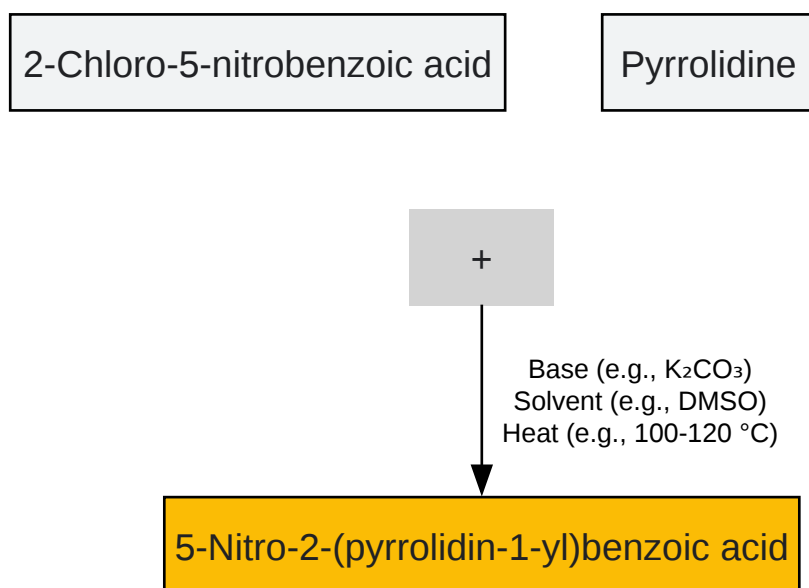 2-Chloro-5-nitrobenzoic acid
Pyrrolidine
+
Base (e.g., K₂CO₃)
Solvent (e.g., DMSO)
Heat (e.g., 100-120 °C)
5-Nitro-2-(pyrrolidin-1-yl)benzoic acid